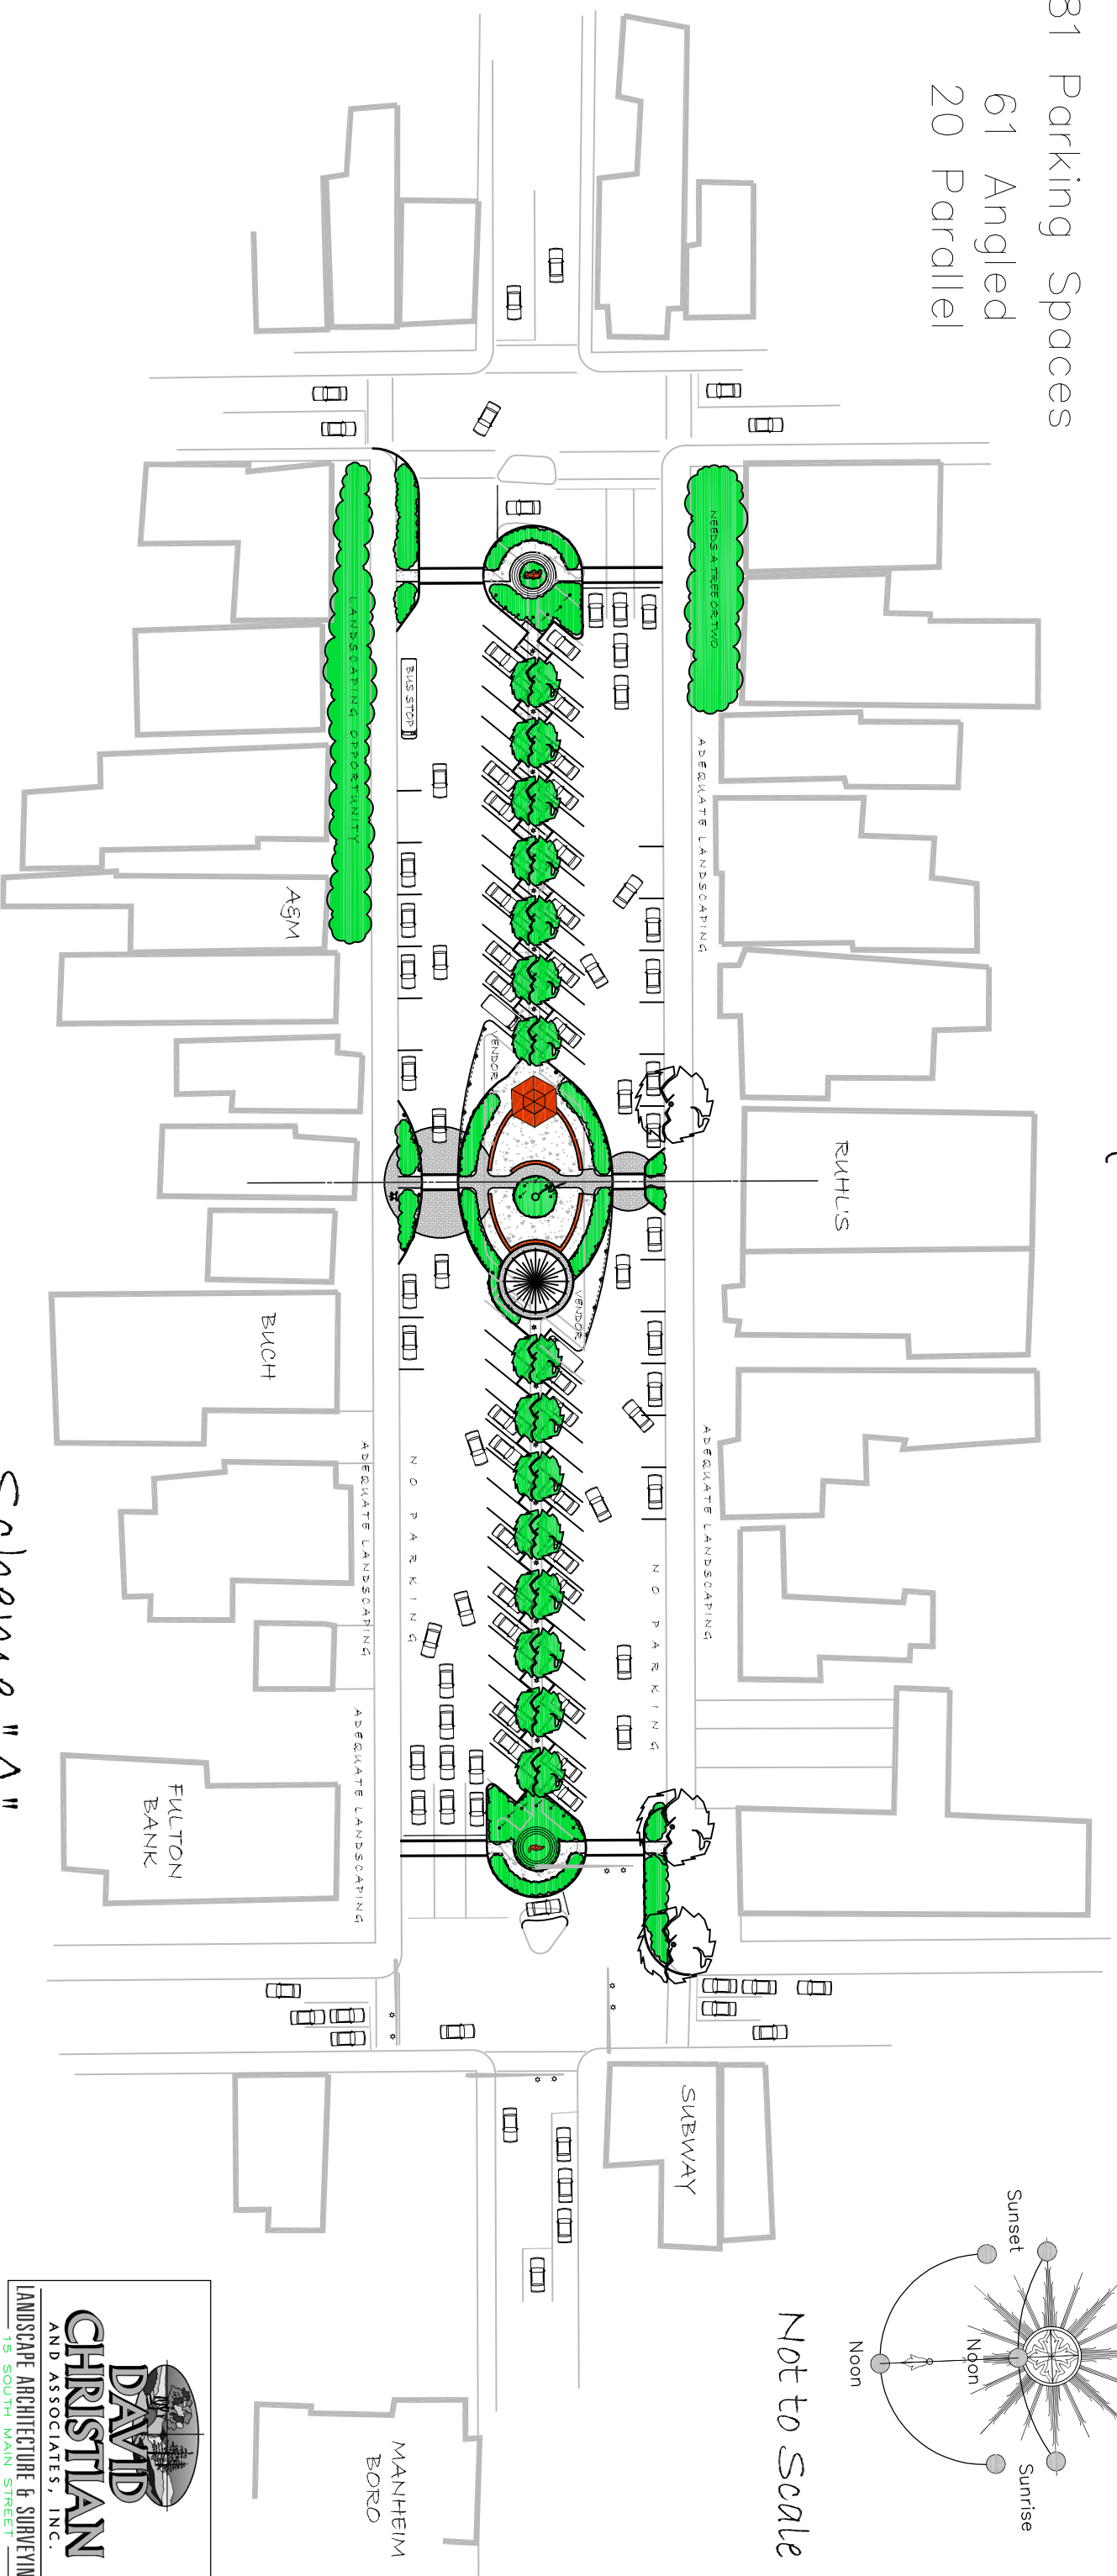 81 Parking Spaces
61 Angled
20 Parallel
NEEDS A TREE OR TWO
ADEQUATE LANDSCAPING
RUHL'S
ADEQUATE LANDSCAPING
NO PARKING
SUBWAY
VENDOR
VENDOR
BUS STOP
LANDSCAPING OPPORTUNITY
A&M
BUCH
NO PARKING
ADEQUATE LANDSCAPING
ADEQUATE LANDSCAPING
FULTON
BANK
MANHEIM
BORO
Sunset
Noon
Noon
Sunrise
Not to Scale
Scheme "A"
DAVID
CHRISTIAN
AND ASSOCIATES, INC.
LANDSCAPE ARCHITECTURE & SURVEYIN
15 SOUTH MAIN STREET